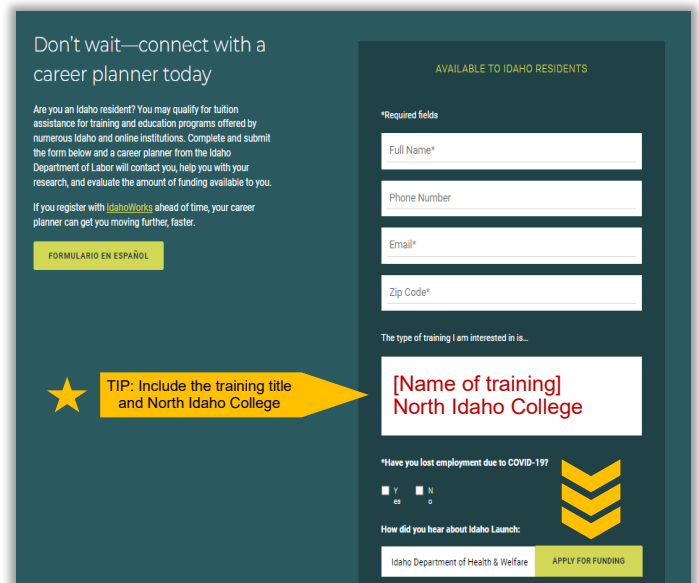 Don't wait—connect with a
career planner today
Are you an Idaho resident? You may qualify for tuition
assistance for training and education programs offered by
numerous Idaho and online institutions. Complete and submit
the form below and a career planner from the Idaho
Department of Labor will contact you, help you with your
research, and evaluate the amount of funding available to you.
If you register with IdahoWorks ahead of time, your career
planner can get you moving further, faster.
FORMULARIO EN ESPAÑOL
TIP: Include the training title
and North Idaho College
AVAILABLE TO IDAHO RESIDENTS
*Required fields
Full Name*
Phone Number
Email*
Zip Code*
The type of training I am interested in is...
[Name of training]
North Idaho College
*Have you lost employment due to COVID-19?
Y N
es o
How did you hear about Idaho Launch:
Idaho Department of Health & Welfare APPLY FOR FUNDING